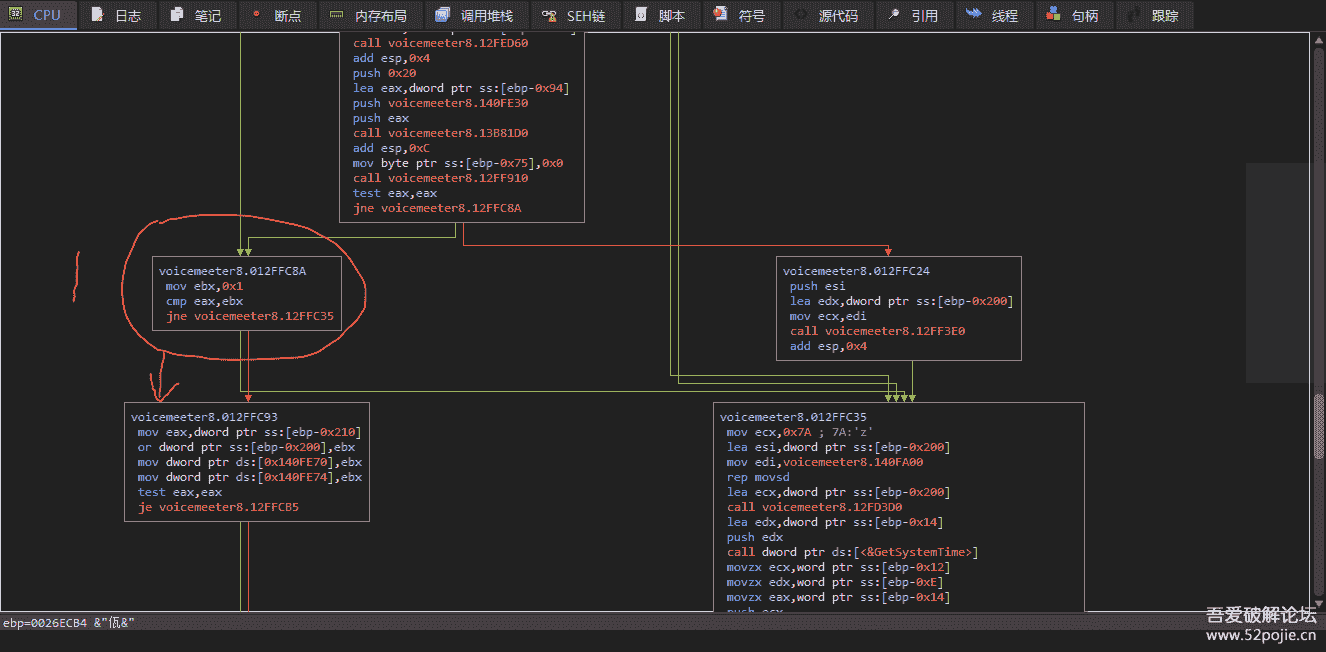 CPU 日志 笔记 断点 内存布局 调用堆栈 SEH链 脚本 符号 源代码 引用 线程 句柄 跟踪
call voicemeeter8.12FED60
add esp,0x4
push 0x20
lea eax,dword ptr ss:[ebp-0x94]
push voicemeeter8.140FE30
push eax
call voicemeeter8.13B81D0
add esp,0xC
mov byte ptr ss:[ebp-0x75],0x0
call voicemeeter8.12FF910
test eax,eax
jne voicemeeter8.12FFC8A
voicemeeter8.012FFC8A
mov ebx,0x1
cmp eax,ebx
jne voicemeeter8.12FFC35
voicemeeter8.012FFC24
push esi
lea edx,dword ptr ss:[ebp-0x200]
mov ecx,edi
call voicemeeter8.12FF3E0
add esp,0x4
voicemeeter8.012FFC93
mov eax,dword ptr ss:[ebp-0x210]
or dword ptr ss:[ebp-0x200],ebx
mov dword ptr ds:[0x140FE70],ebx
mov dword ptr ds:[0x140FE74],ebx
test eax,eax
je voicemeeter8.12FFCB5
voicemeeter8.012FFC35
mov ecx,0x7A ; 7A:'z'
lea esi,dword ptr ss:[ebp-0x200]
mov edi,voicemeeter8.140FA00
rep movsd
lea ecx,dword ptr ss:[ebp-0x200]
call voicemeeter8.12FD3D0
lea edx,dword ptr ss:[ebp-0x14]
push edx
call dword ptr ds:[<&GetSystemTime>]
movzx ecx,word ptr ss:[ebp-0x12]
movzx edx,word ptr ss:[ebp-0xE]
movzx eax,word ptr ss:[ebp-0x14]
push ecx
ebp=0026ECB4 &"佤&"
吾爱破解论坛
www.52pojie.cn